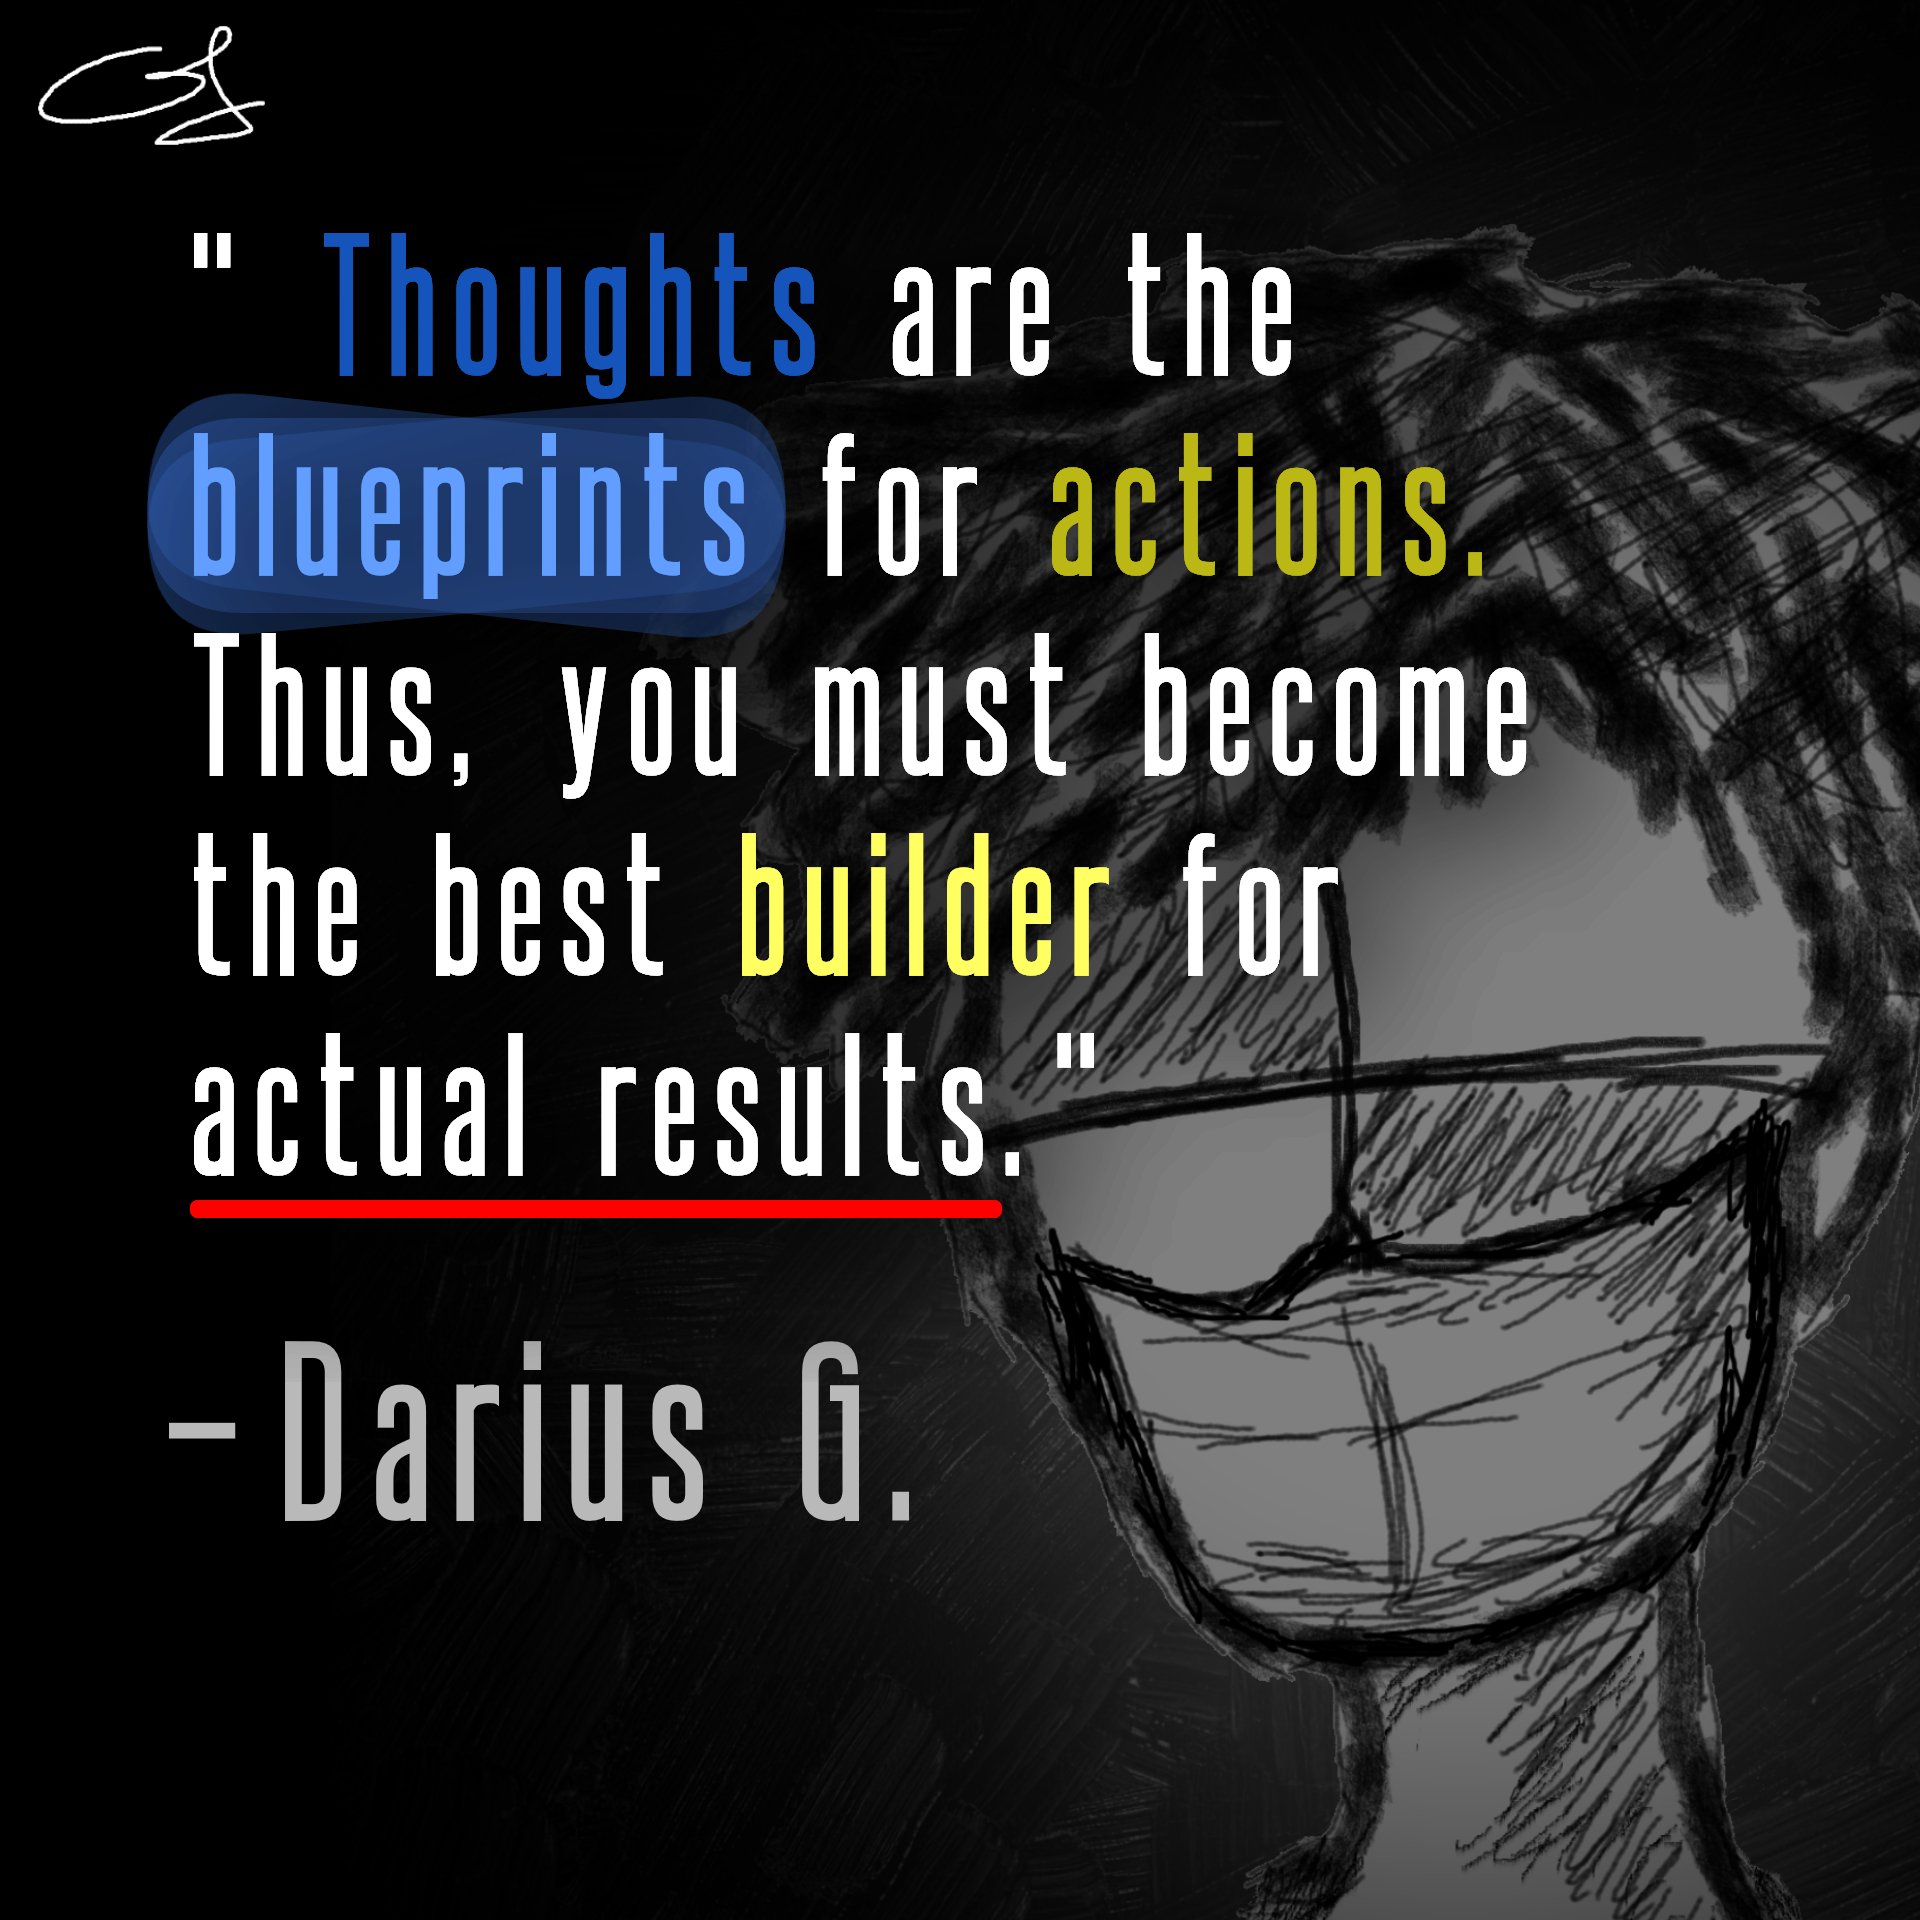 " Thoughts are the
blueprints for actions.
Thus, you must become
the best builder for
actual results."
- Darius G.